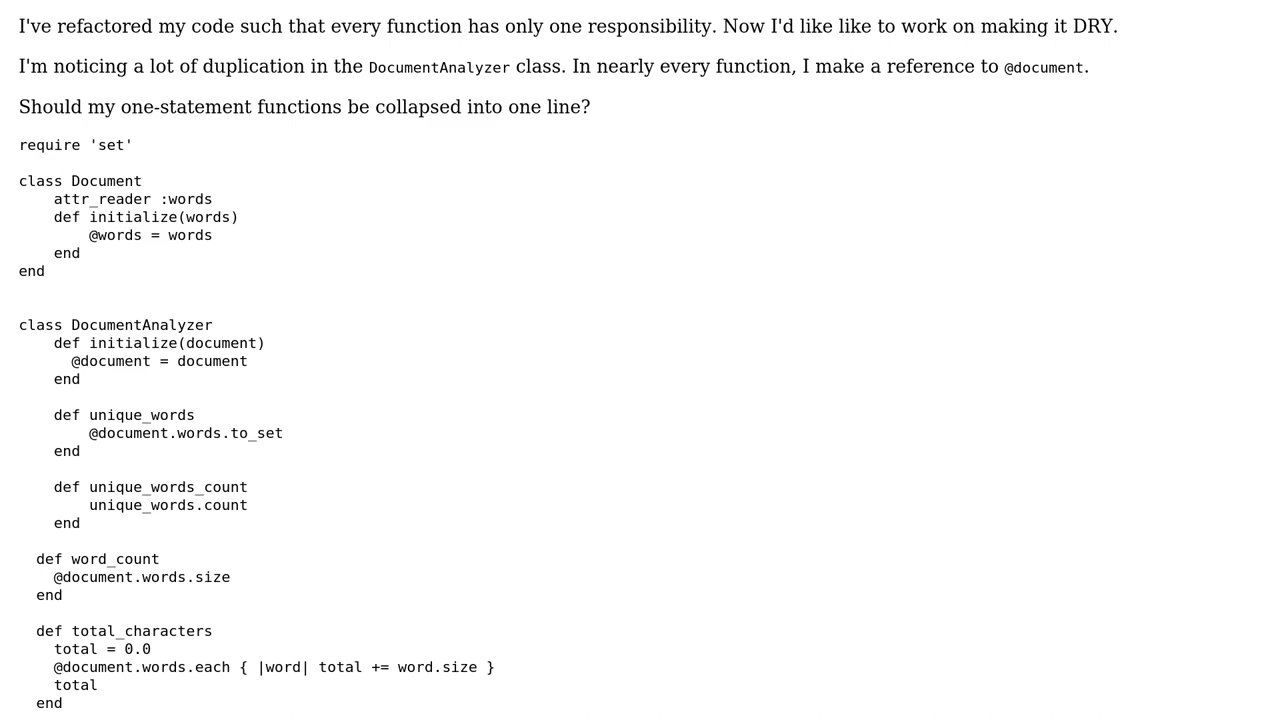 I've refactored my code such that every function has only one responsibility. Now I'd like like to work on making it DRY.
I'm noticing a lot of duplication in the DocumentAnalyzer class. In nearly every function, I make a reference to @document.
Should my one-statement functions be collapsed into one line?
require 'set'
class Document
    attr_reader :words
    def initialize(words)
        @words = words
    end
end
class DocumentAnalyzer
    def initialize(document)
      @document = document
    end
    def unique_words
        @document.words.to_set
    end
    def unique_words_count
        unique_words.count
    end
  def word_count
    @document.words.size
  end
  def total_characters
    total = 0.0
    @document.words.each { |word| total += word.size }
    total
  end